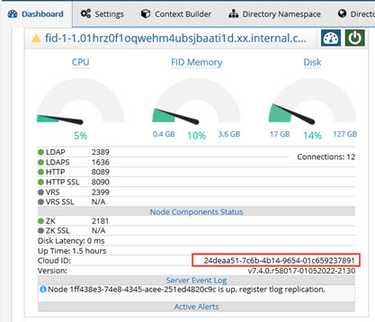 Dashboard Settings Context Builder Directory Namespace Directo
fid-1-1.01hrz0f1oqwehm4ubsjbaati1d.xx.internal.c...
CPU FID Memory Disk
5% 0.4 GB 10% 3.6 GB 17 GB 14% 127 GB
LDAP 2389
LDAPS 1636
HTTP 8089
HTTP SSL 8090
VRS 2399
VRS SSL N/A
Connections: 12
Node Components Status
ZK 2181
ZK SSL N/A
Disk Latency: 0 ms
Up Time: 1.5 hours
Cloud ID: 24deaa51-7c6b-4b14-9654-01c659237891
Version: v7.4.0.r58017-01052022-2130
Server Event Log
Node 1ff438e3-74e8-4345-acee-251ed4820c9c is up, register tlog replication.
Active Alerts